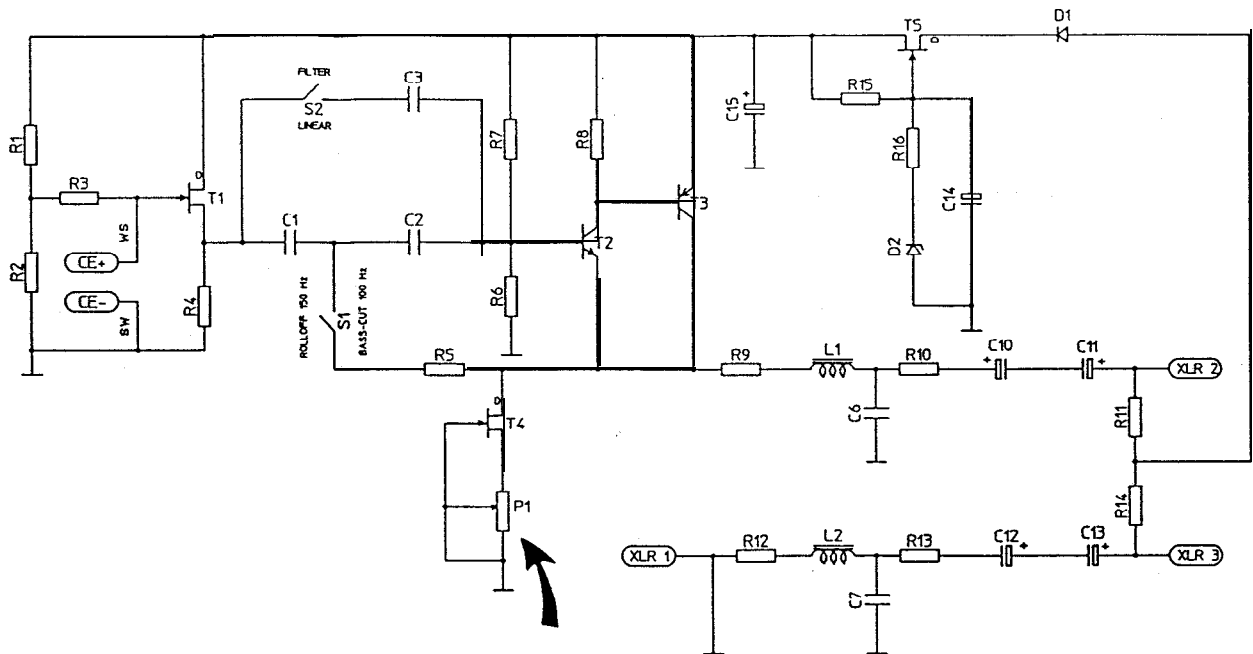 D1
T5
FILTER
S2
LINEAR
C3
C15
+
R15
R1
R7
R8
R16
R3
D
T1
T3
C14
WS
C1
C2
T2
D2
CE+
R2
CE-
R4
R6
BW
ROLLOFF 150 Hz
S1
BASS-CUT 100 Hz
R5
R9
L1
R10
+
C10
C11
+
XLR 2
D
T4
C6
R11
P1
R14
XLR 1
R12
L2
R13
C12
+
C13
+
XLR 3
C7